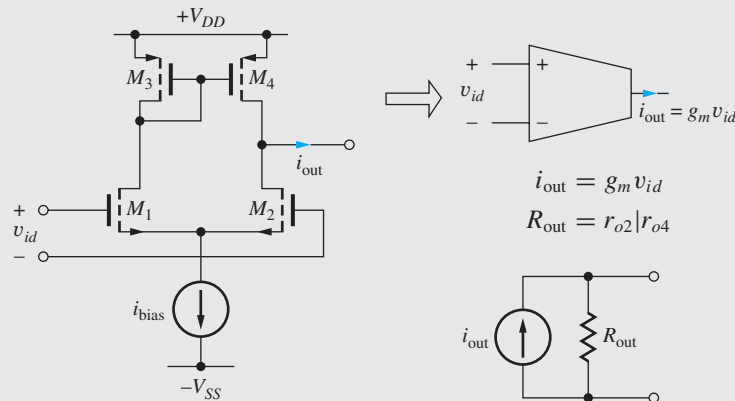 +V_DD
M_3
M_4
i_out
+
v_id
−
M_1
M_2
i_bias
−V_SS
+
v_id
−
+
−
i_out = g_m v_id
i_out = g_m v_id
R_out = r_o2|r_o4
i_out
R_out